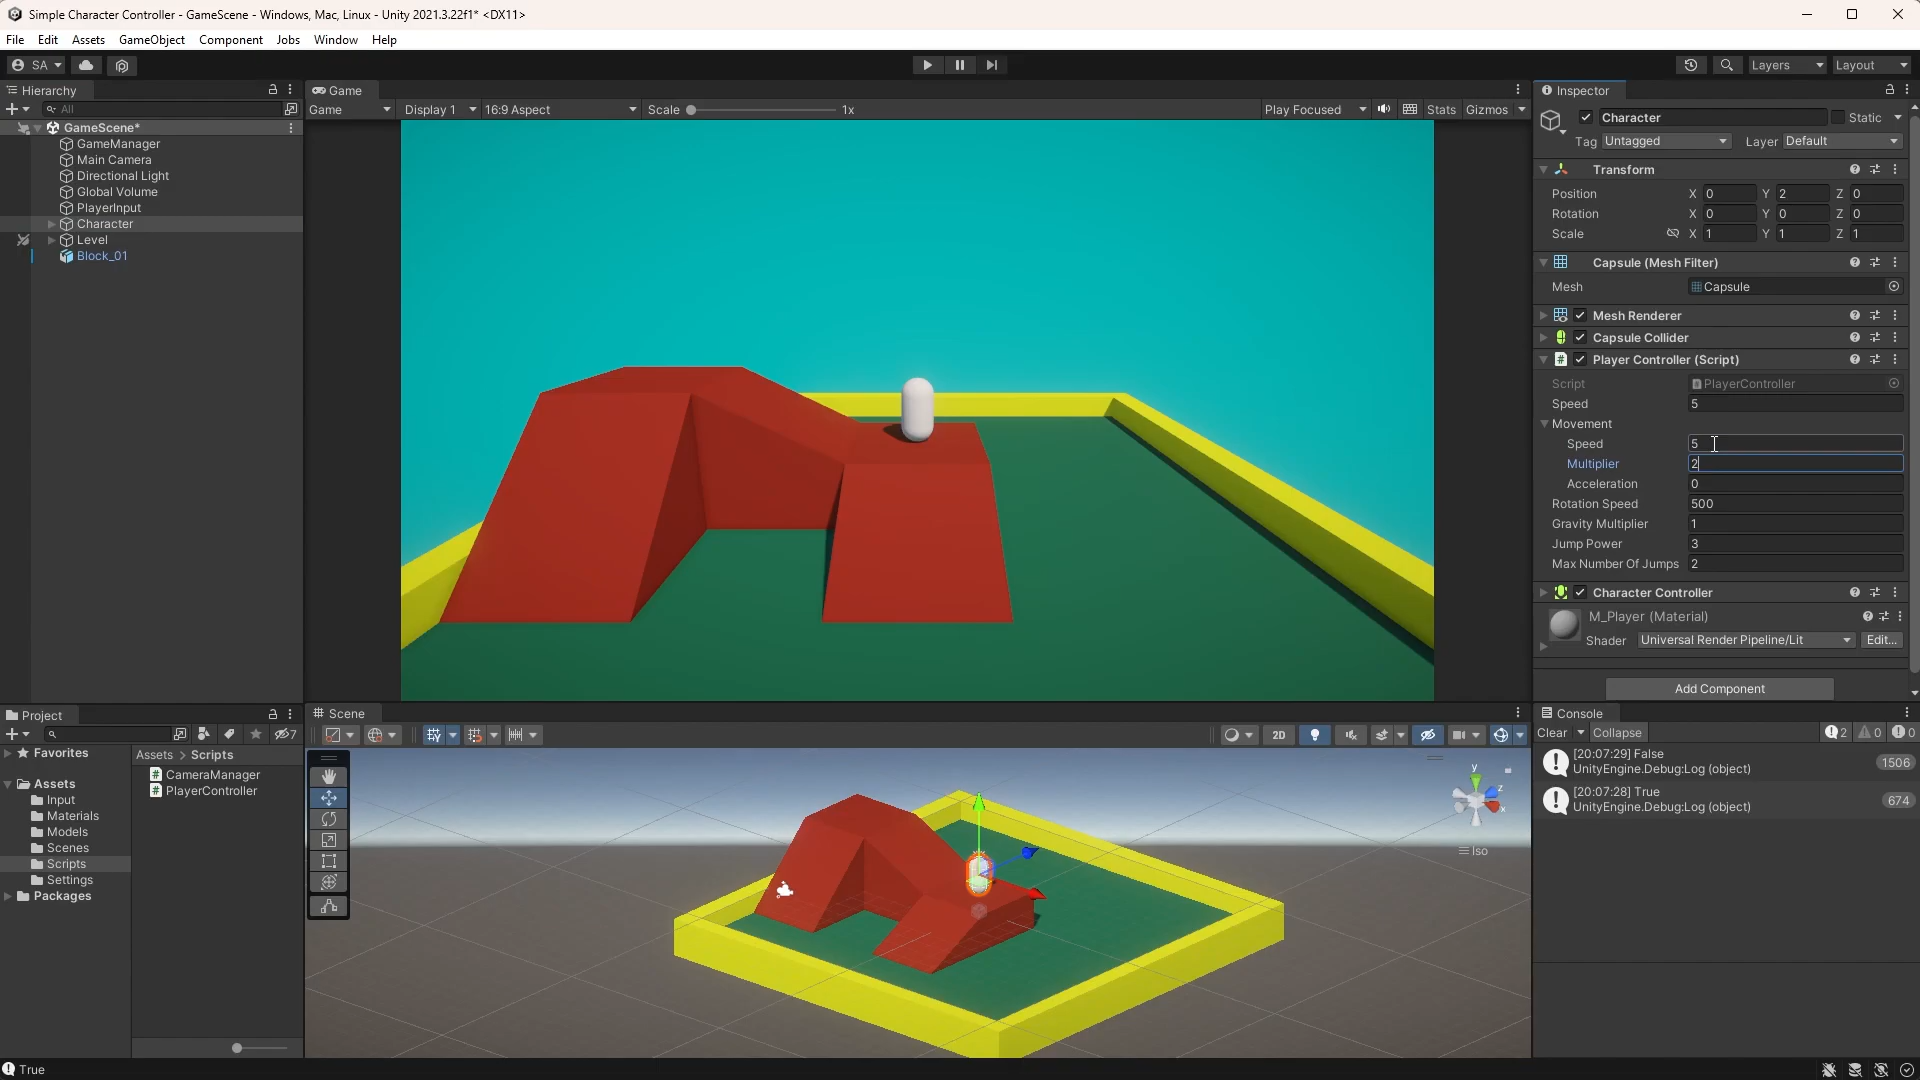 Simple Character Controller - GameScene - Windows, Mac, Linux - Unity 2021.3.22f1* <DX11>
File Edit Assets GameObject Component Jobs Window Help
SA Layers Layout
Hierarchy
All
GameScene*
GameManager
Main Camera
Directional Light
Global Volume
PlayerInput
Character
Level
Block_01
Game
Game Display 1 16:9 Aspect Scale 1x Play Focused Stats Gizmos
Inspector
Character Static
Tag Untagged Layer Default
Transform
Position X 0 Y 2 Z 0
Rotation X 0 Y 0 Z 0
Scale X 1 Y 1 Z 1
Capsule (Mesh Filter)
Mesh Capsule
Mesh Renderer
Capsule Collider
# Player Controller (Script)
Script PlayerController
Speed 5
Movement
Speed 5
Multiplier 2
Acceleration 0
Rotation Speed 500
Gravity Multiplier 1
Jump Power 3
Max Number Of Jumps 2
Character Controller
M_Player (Material)
Shader Universal Render Pipeline/Lit Edit...
Add Component
Project
7
Favorites
Assets
Input
Materials
Models
Scenes
Scripts
Settings
Packages
Assets > Scripts
# CameraManager
# PlayerController
# Scene
2D
y
z
x
Iso
Console
Clear Collapse 2 0 0
[20:07:29] False
UnityEngine.Debug:Log (object)
1506
[20:07:28] True
UnityEngine.Debug:Log (object)
674
True